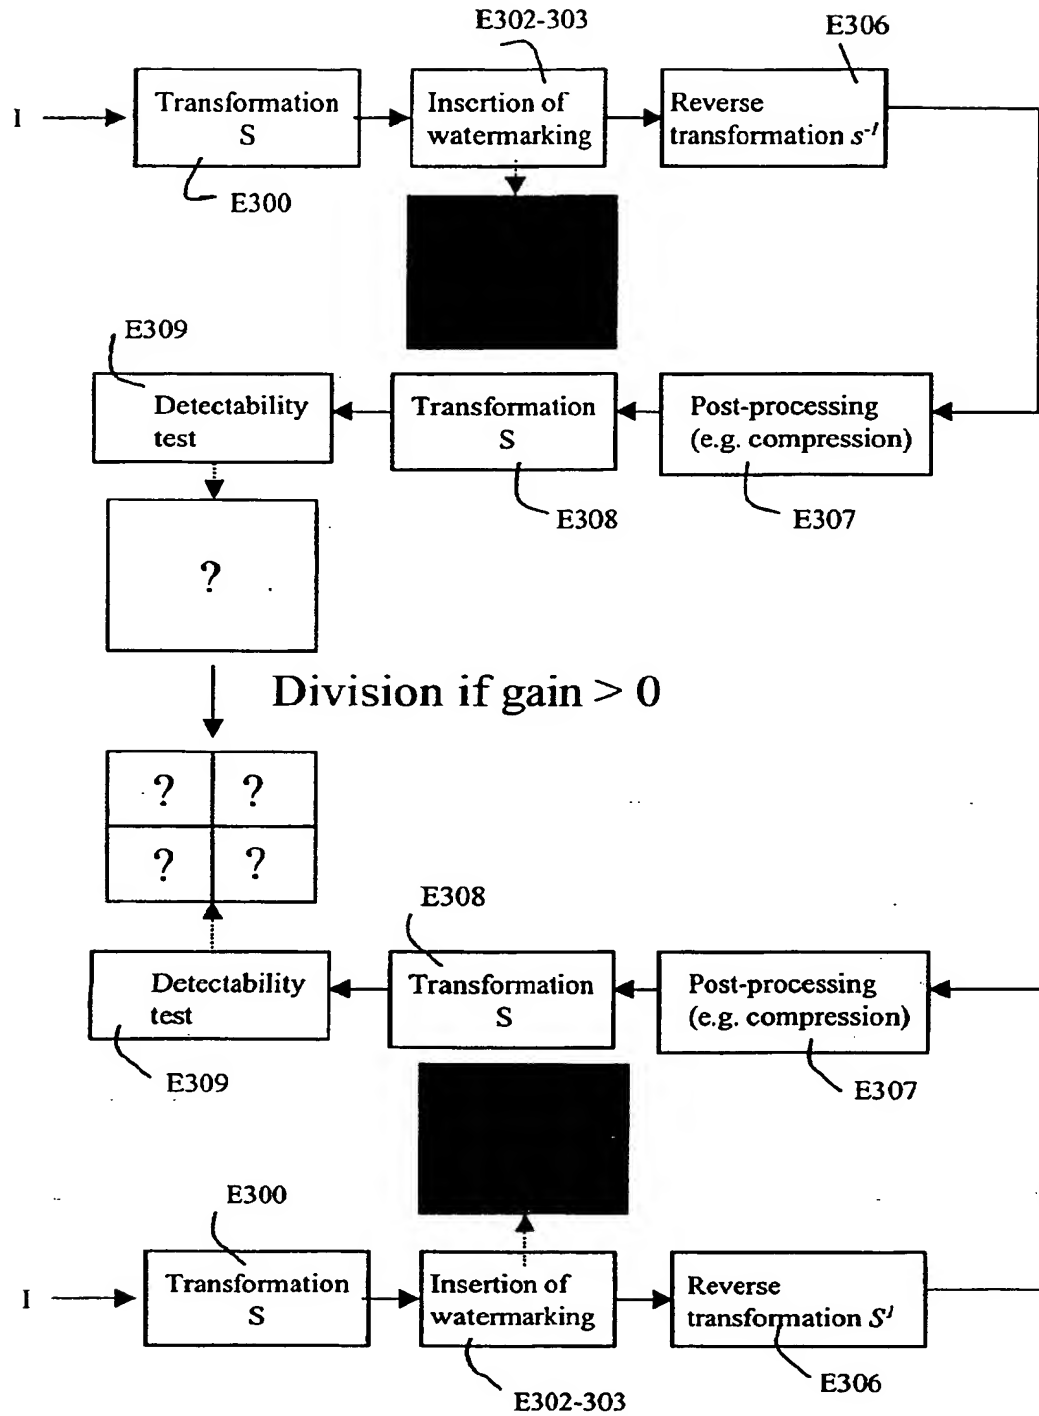 E302-303
E306
I
Transformation
S
Insertion of
watermarking
Reverse
transformation s⁻¹
E300
E309
Detectability
test
Transformation
S
Post-processing
(e.g. compression)
E308
E307
?
Division if gain > 0
? ?
? ?
E308
Detectability
test
Transformation
S
Post-processing
(e.g. compression)
E309
E307
E300
I
Transformation
S
Insertion of
watermarking
Reverse
transformation S¹
E302-303
E306